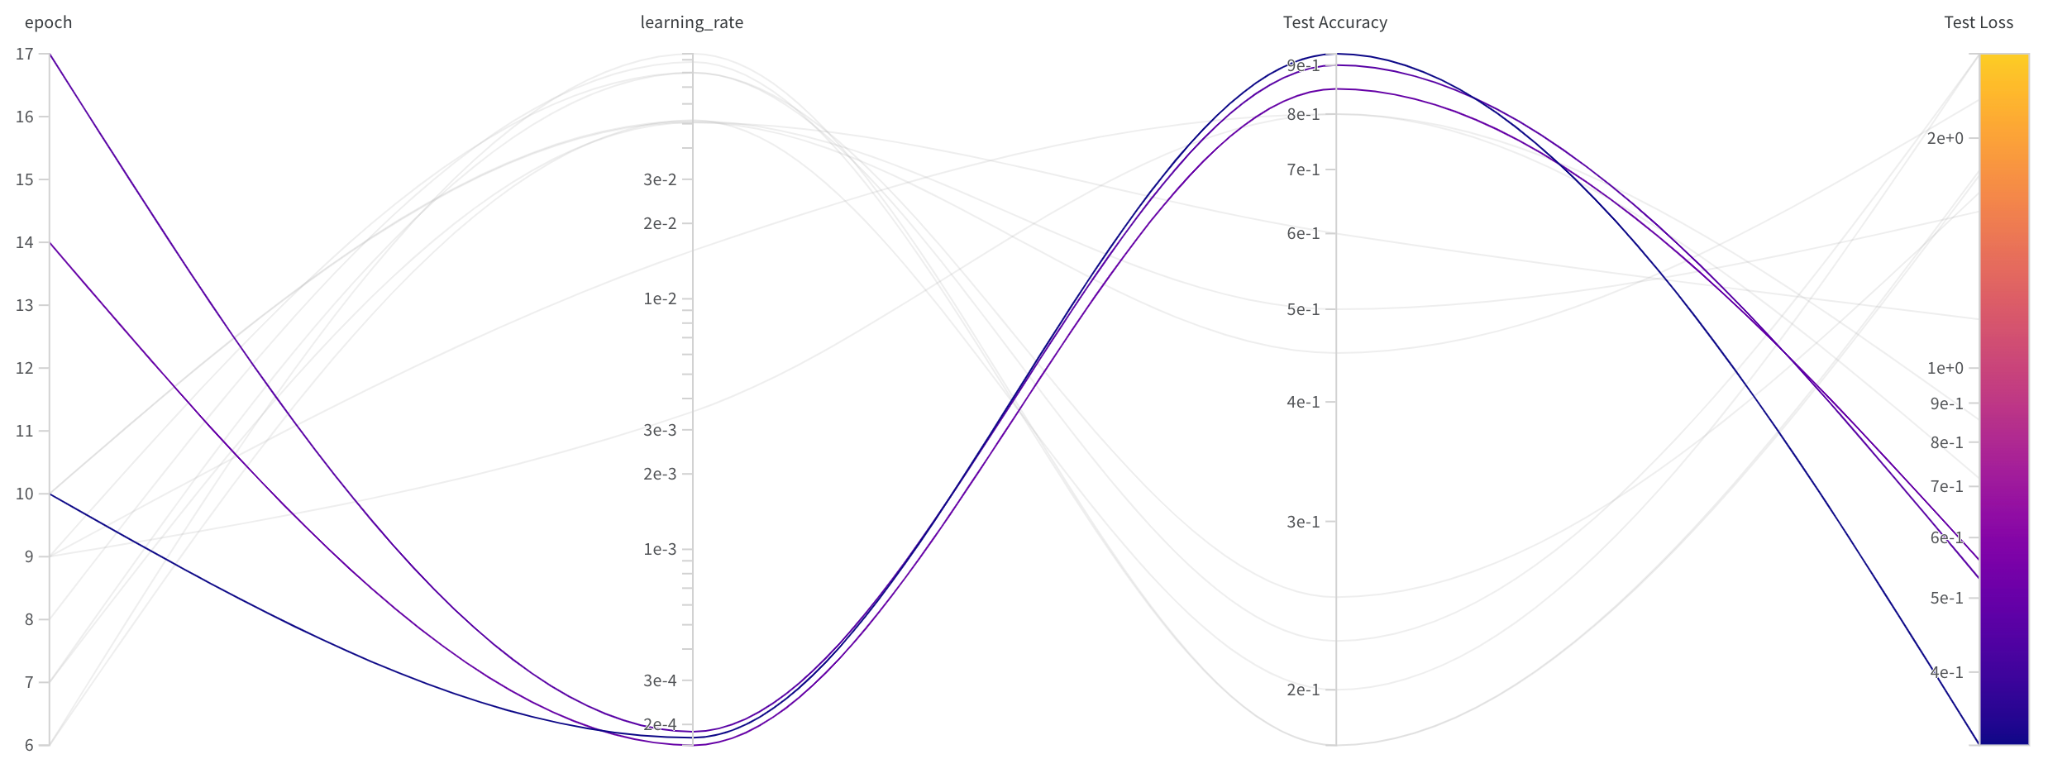 epoch
learning_rate
Test Accuracy
Test Loss
17
16
15
14
13
12
11
10
9
8
7
6
3e-2
2e-2
1e-2
3e-3
2e-3
1e-3
3e-4
2e-4
9e-1
8e-1
7e-1
6e-1
5e-1
4e-1
3e-1
2e-1
2e+0
1e+0
9e-1
8e-1
7e-1
6e-1
5e-1
4e-1